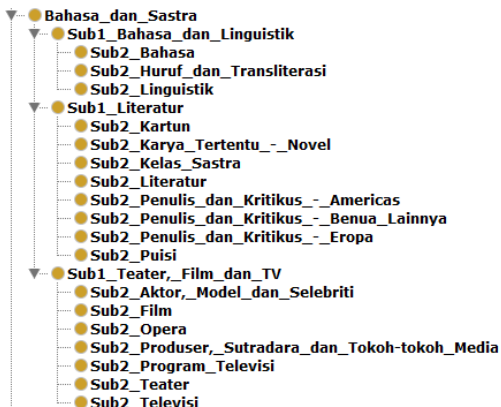 Bahasa_dan_Sastra
Sub1_Bahasa_dan_Linguistik
Sub2_Bahasa
Sub2_Huruf_dan_Transliterasi
Sub2_Linguistik
Sub1_Literatur
Sub2_Kartun
Sub2_Karya_Tertentu_-_Novel
Sub2_Kelas_Sastra
Sub2_Literatur
Sub2_Penulis_dan_Kritikus_-_Americas
Sub2_Penulis_dan_Kritikus_-_Benua_Lainnya
Sub2_Penulis_dan_Kritikus_-_Eropa
Sub2_Puisi
Sub1_Teater,_Film_dan_TV
Sub2_Aktor,_Model_dan_Selebriti
Sub2_Film
Sub2_Opera
Sub2_Produser,_Sutradara_dan_Tokoh-tokoh_Media
Sub2_Program_Televisi
Sub2_Teater
Sub2_Televisi